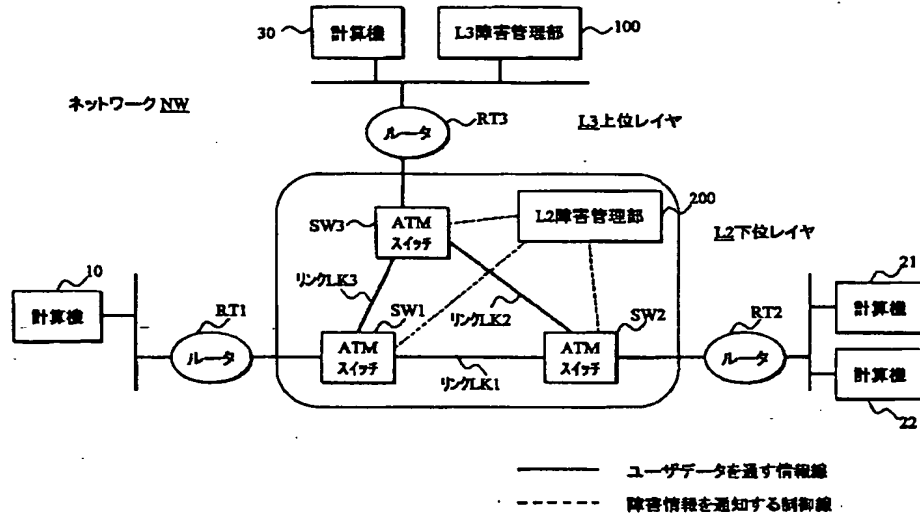 30
計算機
L3障害管理部
100
ネットワークNW
ルータ
RT3
L3上位レイヤ
SW3
ATM
スイッチ
L2障害管理部
200
L2下位レイヤ
10
計算機
RT1
ルータ
リンクLK3
SW1
ATM
スイッチ
リンクLK2
リンクLK1
SW2
ATM
スイッチ
RT2
ルータ
21
計算機
計算機
22
ユーザデータを通す情報線
障害情報を通知する制御線